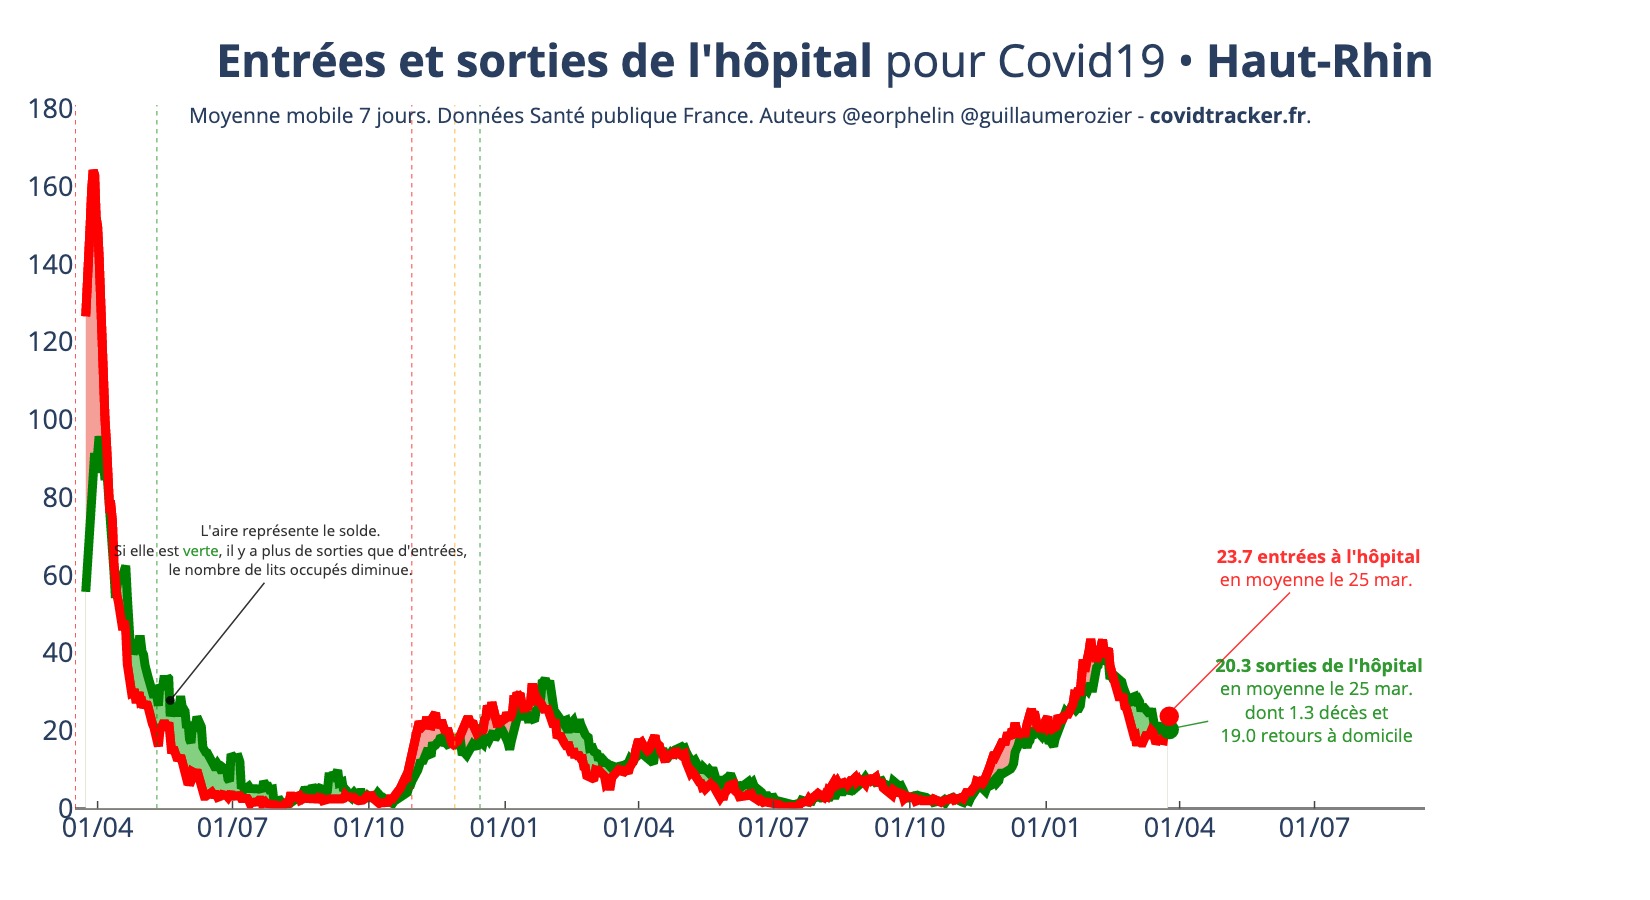 Entrées et sorties de l'hôpital pour Covid19 • Haut-Rhin
Moyenne mobile 7 jours. Données Santé publique France. Auteurs @eorphelin @guillaumerozier - covidtracker.fr.
180
160
140
120
100
80
60
40
20
0
L'aire représente le solde.
Si elle est verte, il y a plus de sorties que d'entrées,
le nombre de lits occupés diminue.
23.7 entrées à l'hôpital
en moyenne le 25 mar.
20.3 sorties de l'hôpital
en moyenne le 25 mar.
dont 1.3 décès et
19.0 retours à domicile
01/04 01/07 01/10 01/01 01/04 01/07 01/10 01/01 01/04 01/07